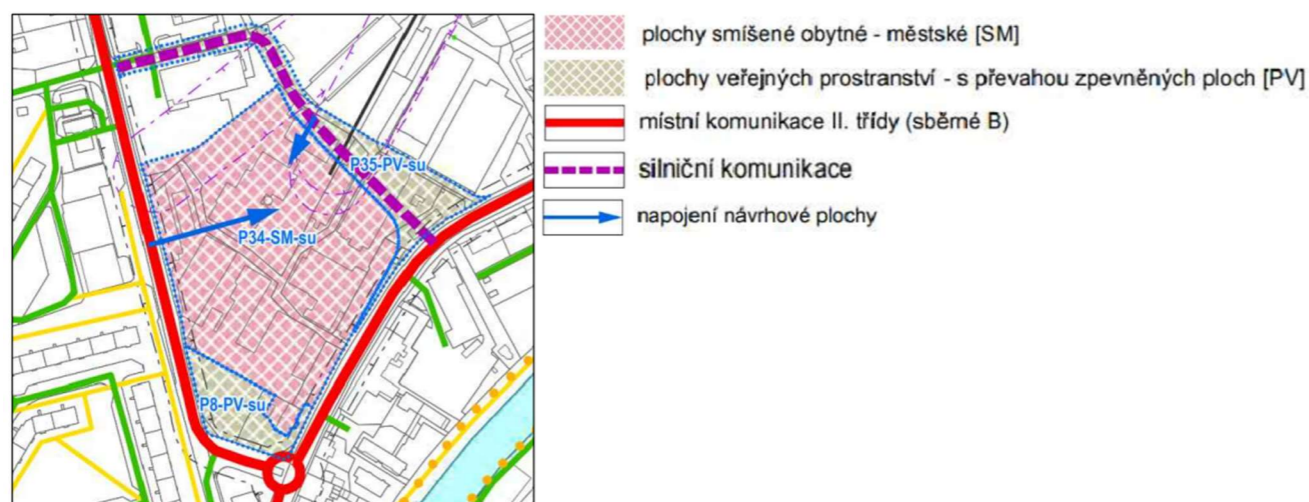 P35-PV-su
P34-SM-su
P8-PV-su
plochy smíšené obytné - městské [SM]
plochy veřejných prostranství - s převahou zpevněných ploch [PV]
místní komunikace II. třídy (sběrné B)
silniční komunikace
napojení návrhové plochy